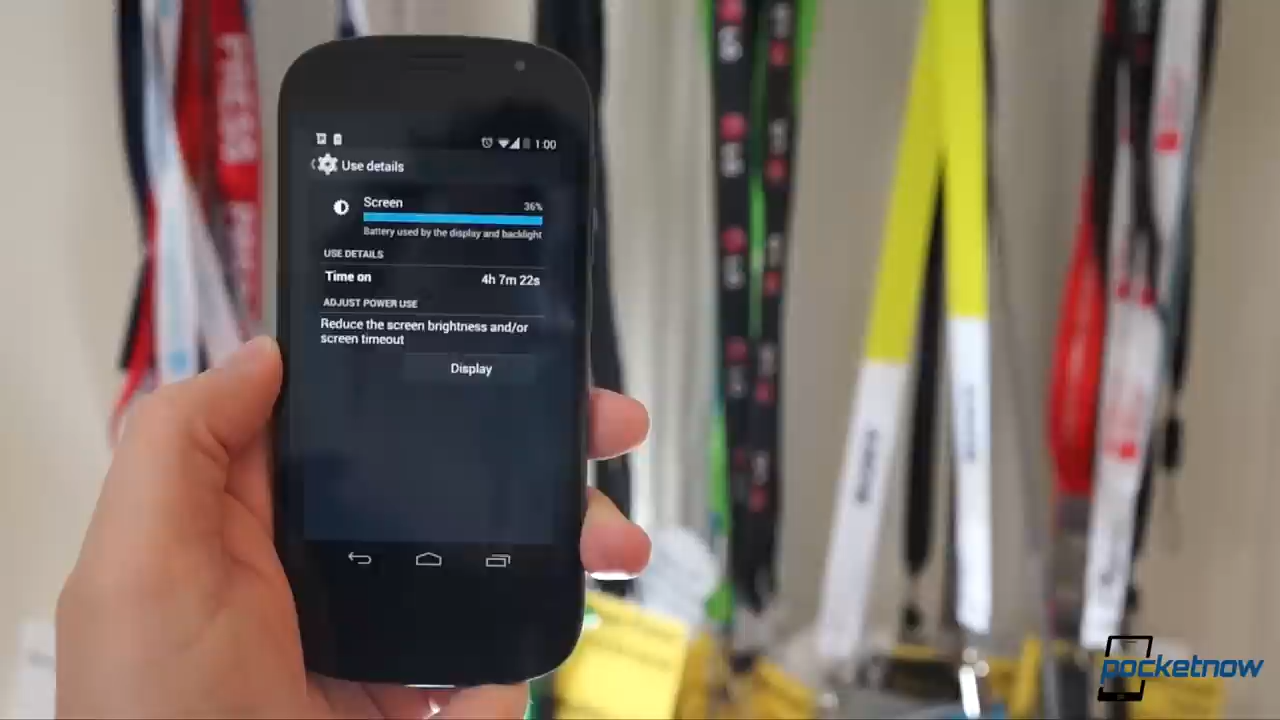 1:00
Use details
Screen
36%
Battery used by the display and backlight
USE DETAILS
Time on
4h 7m 22s
ADJUST POWER USE
Reduce the screen brightness and/or
screen timeout
Display
PRESS
pocketnow